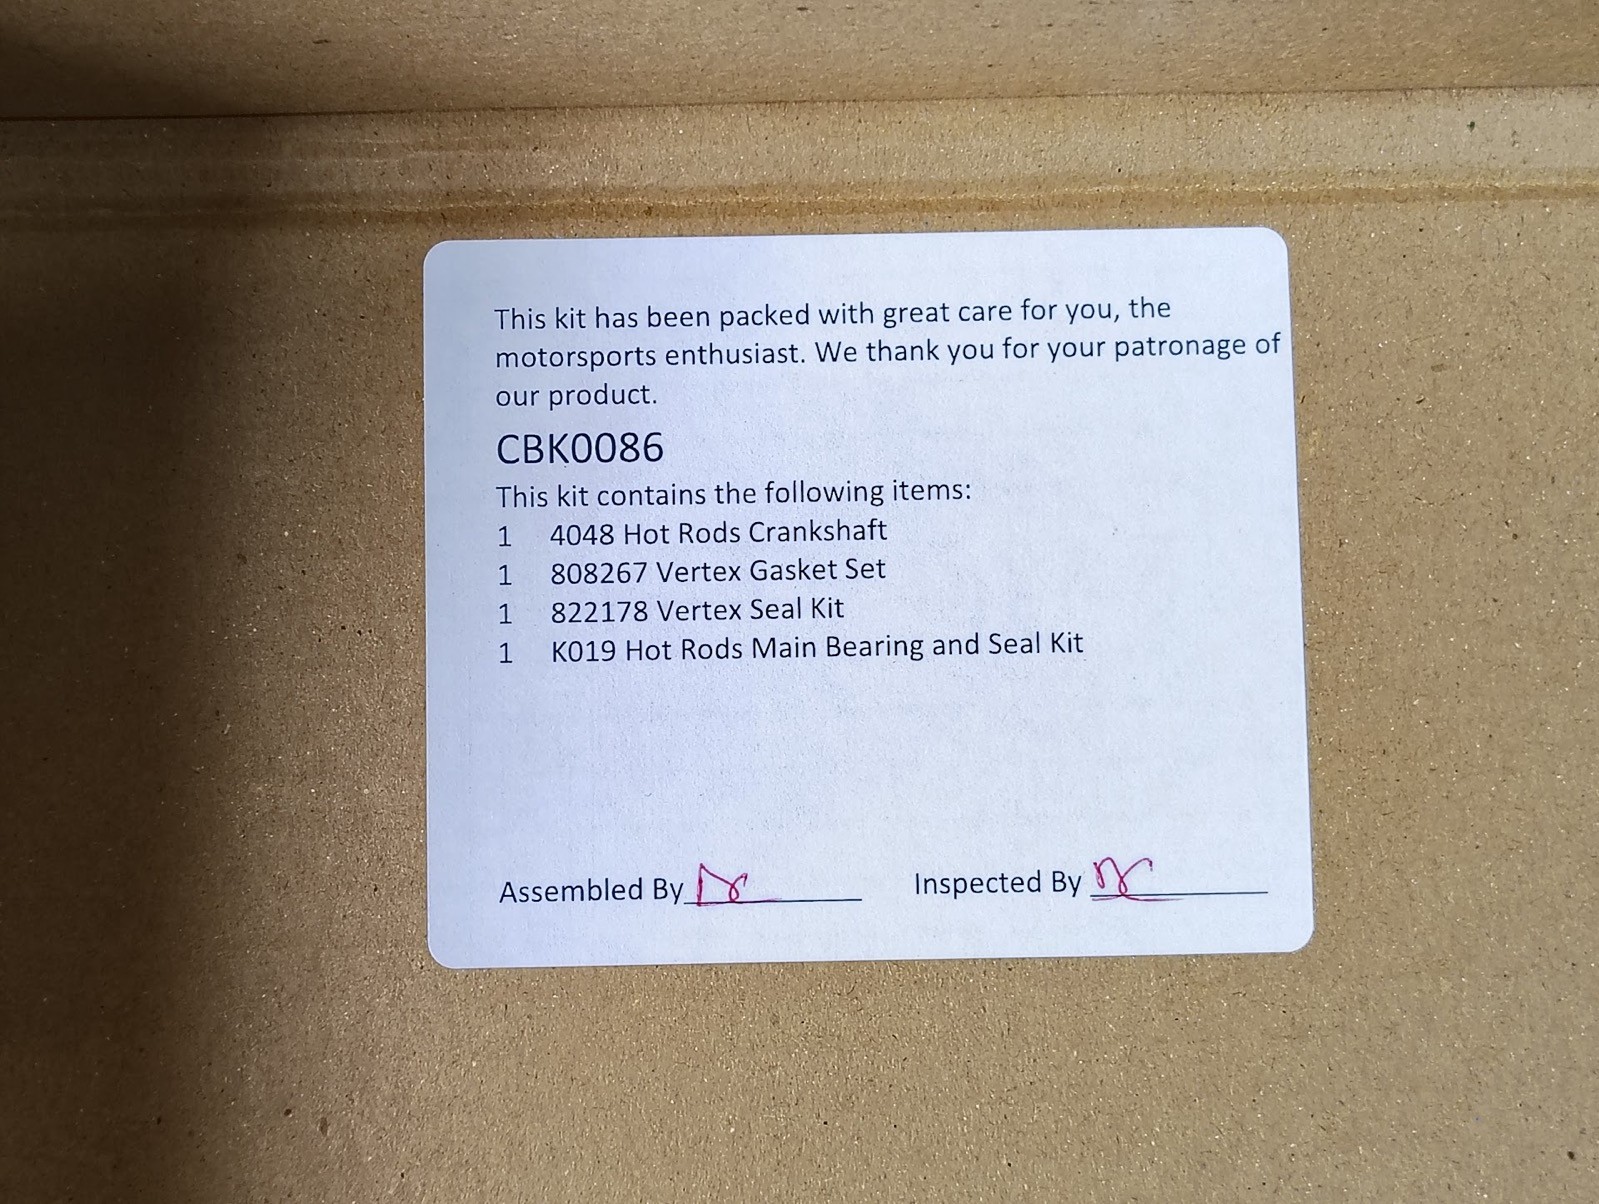 This kit has been packed with great care for you, the
motorsports enthusiast. We thank you for your patronage of
our product.
CBK0086
This kit contains the following items:
1 4048 Hot Rods Crankshaft
1 808267 Vertex Gasket Set
1 822178 Vertex Seal Kit
1 K019 Hot Rods Main Bearing and Seal Kit
Assembled By Inspected By